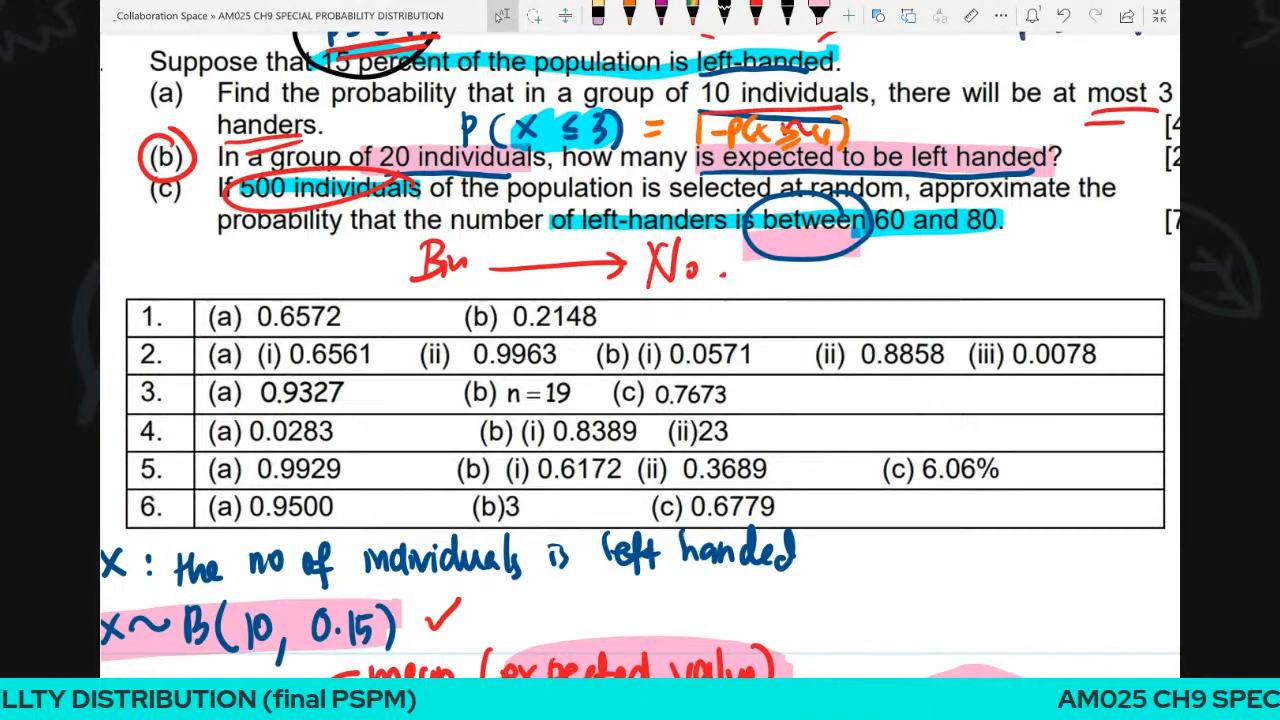 _Collaboration Space » AM025 CH9 SPECIAL PROBABILITY DISTRIBUTION
Suppose that 15 percent of the population is left-handed.
(a) Find the probability that in a group of 10 individuals, there will be at most 3
handers. [4
P(X ≤ 3) = 1-P(X ≥ 4)
(b) In a group of 20 individuals, how many is expected to be left handed? [2
(c) If 500 individuals of the population is selected at random, approximate the
probability that the number of left-handers is between 60 and 80. [7
Bn → No.
1. (a) 0.6572 (b) 0.2148
2. (a) (i) 0.6561 (ii) 0.9963 (b) (i) 0.0571 (ii) 0.8858 (iii) 0.0078
3. (a) 0.9327 (b) n = 19 (c) 0.7673
4. (a) 0.0283 (b) (i) 0.8389 (ii)23
5. (a) 0.9929 (b) (i) 0.6172 (ii) 0.3689 (c) 6.06%
6. (a) 0.9500 (b)3 (c) 0.6779
X : the no of individuals is left handed
X ~ B(10, 0.15) ✓
mean (expected value)
ILLTY DISTRIBUTION (final PSPM) AM025 CH9 SPEC